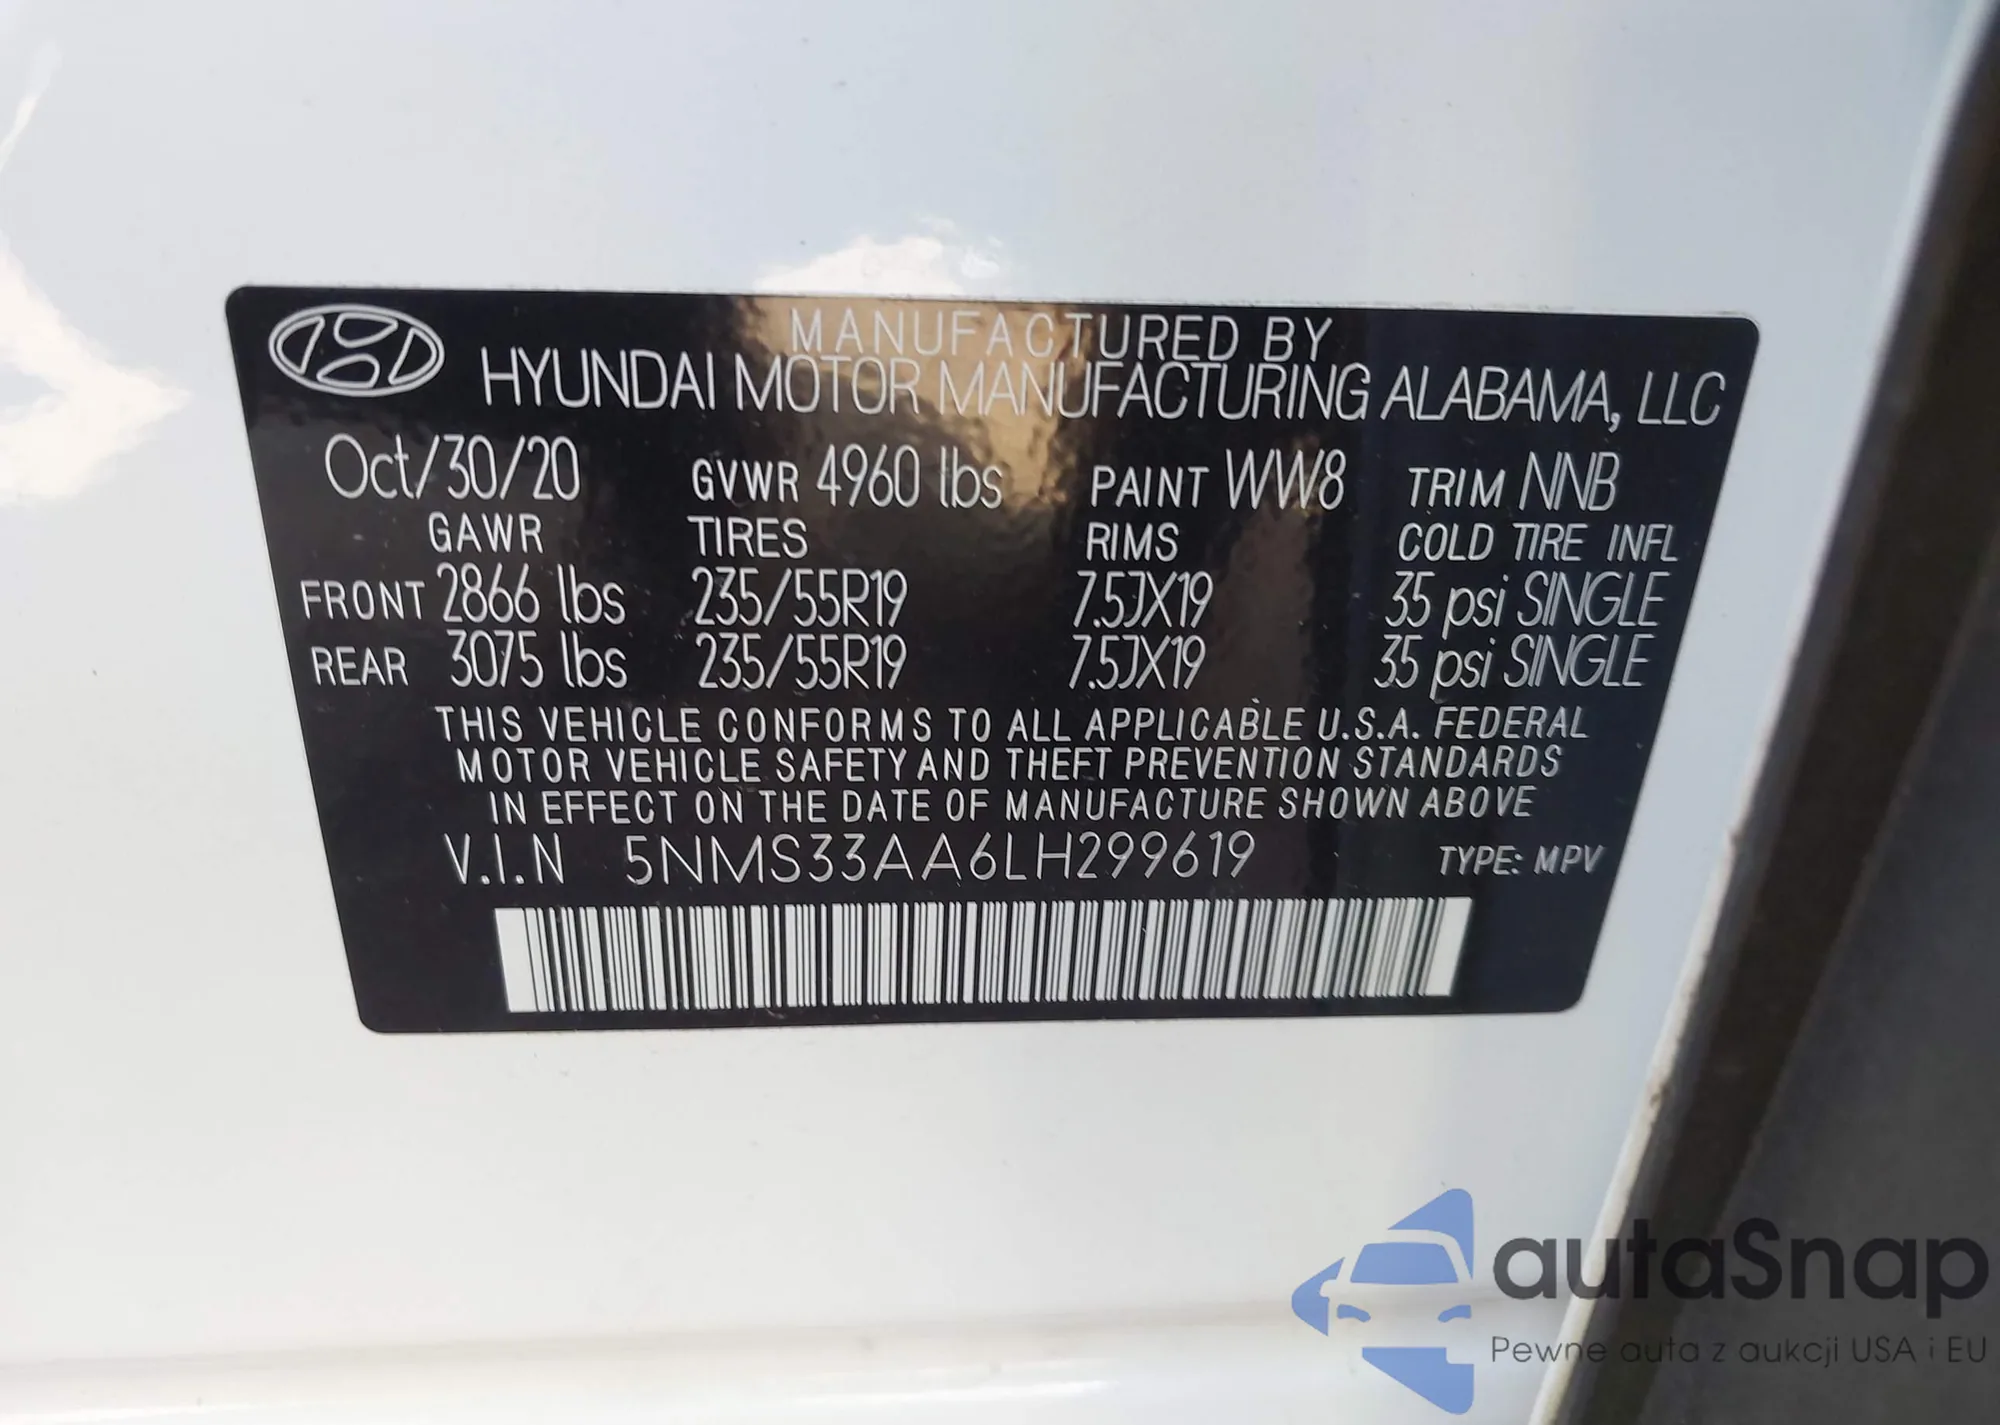 MANUFACTURED BY
HYUNDAI MOTOR MANUFACTURING ALABAMA, LLC
Oct/30/20 GVWR 4960 lbs PAINT WW8 TRIM NNB
GAWR TIRES RIMS COLD TIRE INFL
FRONT 2866 lbs 235/55R19 7.5JX19 35 psi SINGLE
REAR 3075 lbs 235/55R19 7.5JX19 35 psi SINGLE
THIS VEHICLE CONFORMS TO ALL APPLICABLE U.S.A. FEDERAL
MOTOR VEHICLE SAFETY AND THEFT PREVENTION STANDARDS
IN EFFECT ON THE DATE OF MANUFACTURE SHOWN ABOVE
V.I.N 5NMS33AA6LH299619 TYPE: MPV
autaSnap
Pewne auta z aukcji USA i EU